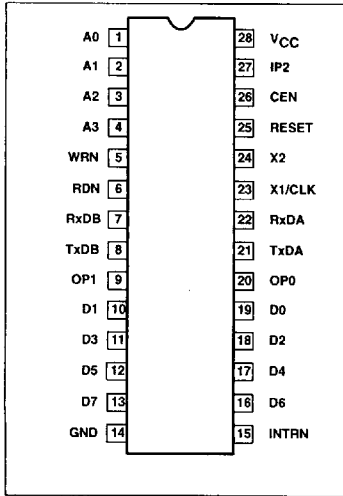 A0 1 28 VCC
A1 2 27 IP2
A2 3 26 CEN
A3 4 25 RESET
WRN 5 24 X2
RDN 6 23 X1/CLK
RxDB 7 22 RxDA
TxDB 8 21 TxDA
OP1 9 20 OP0
D1 10 19 D0
D3 11 18 D2
D5 12 17 D4
D7 13 16 D6
GND 14 15 INTRN